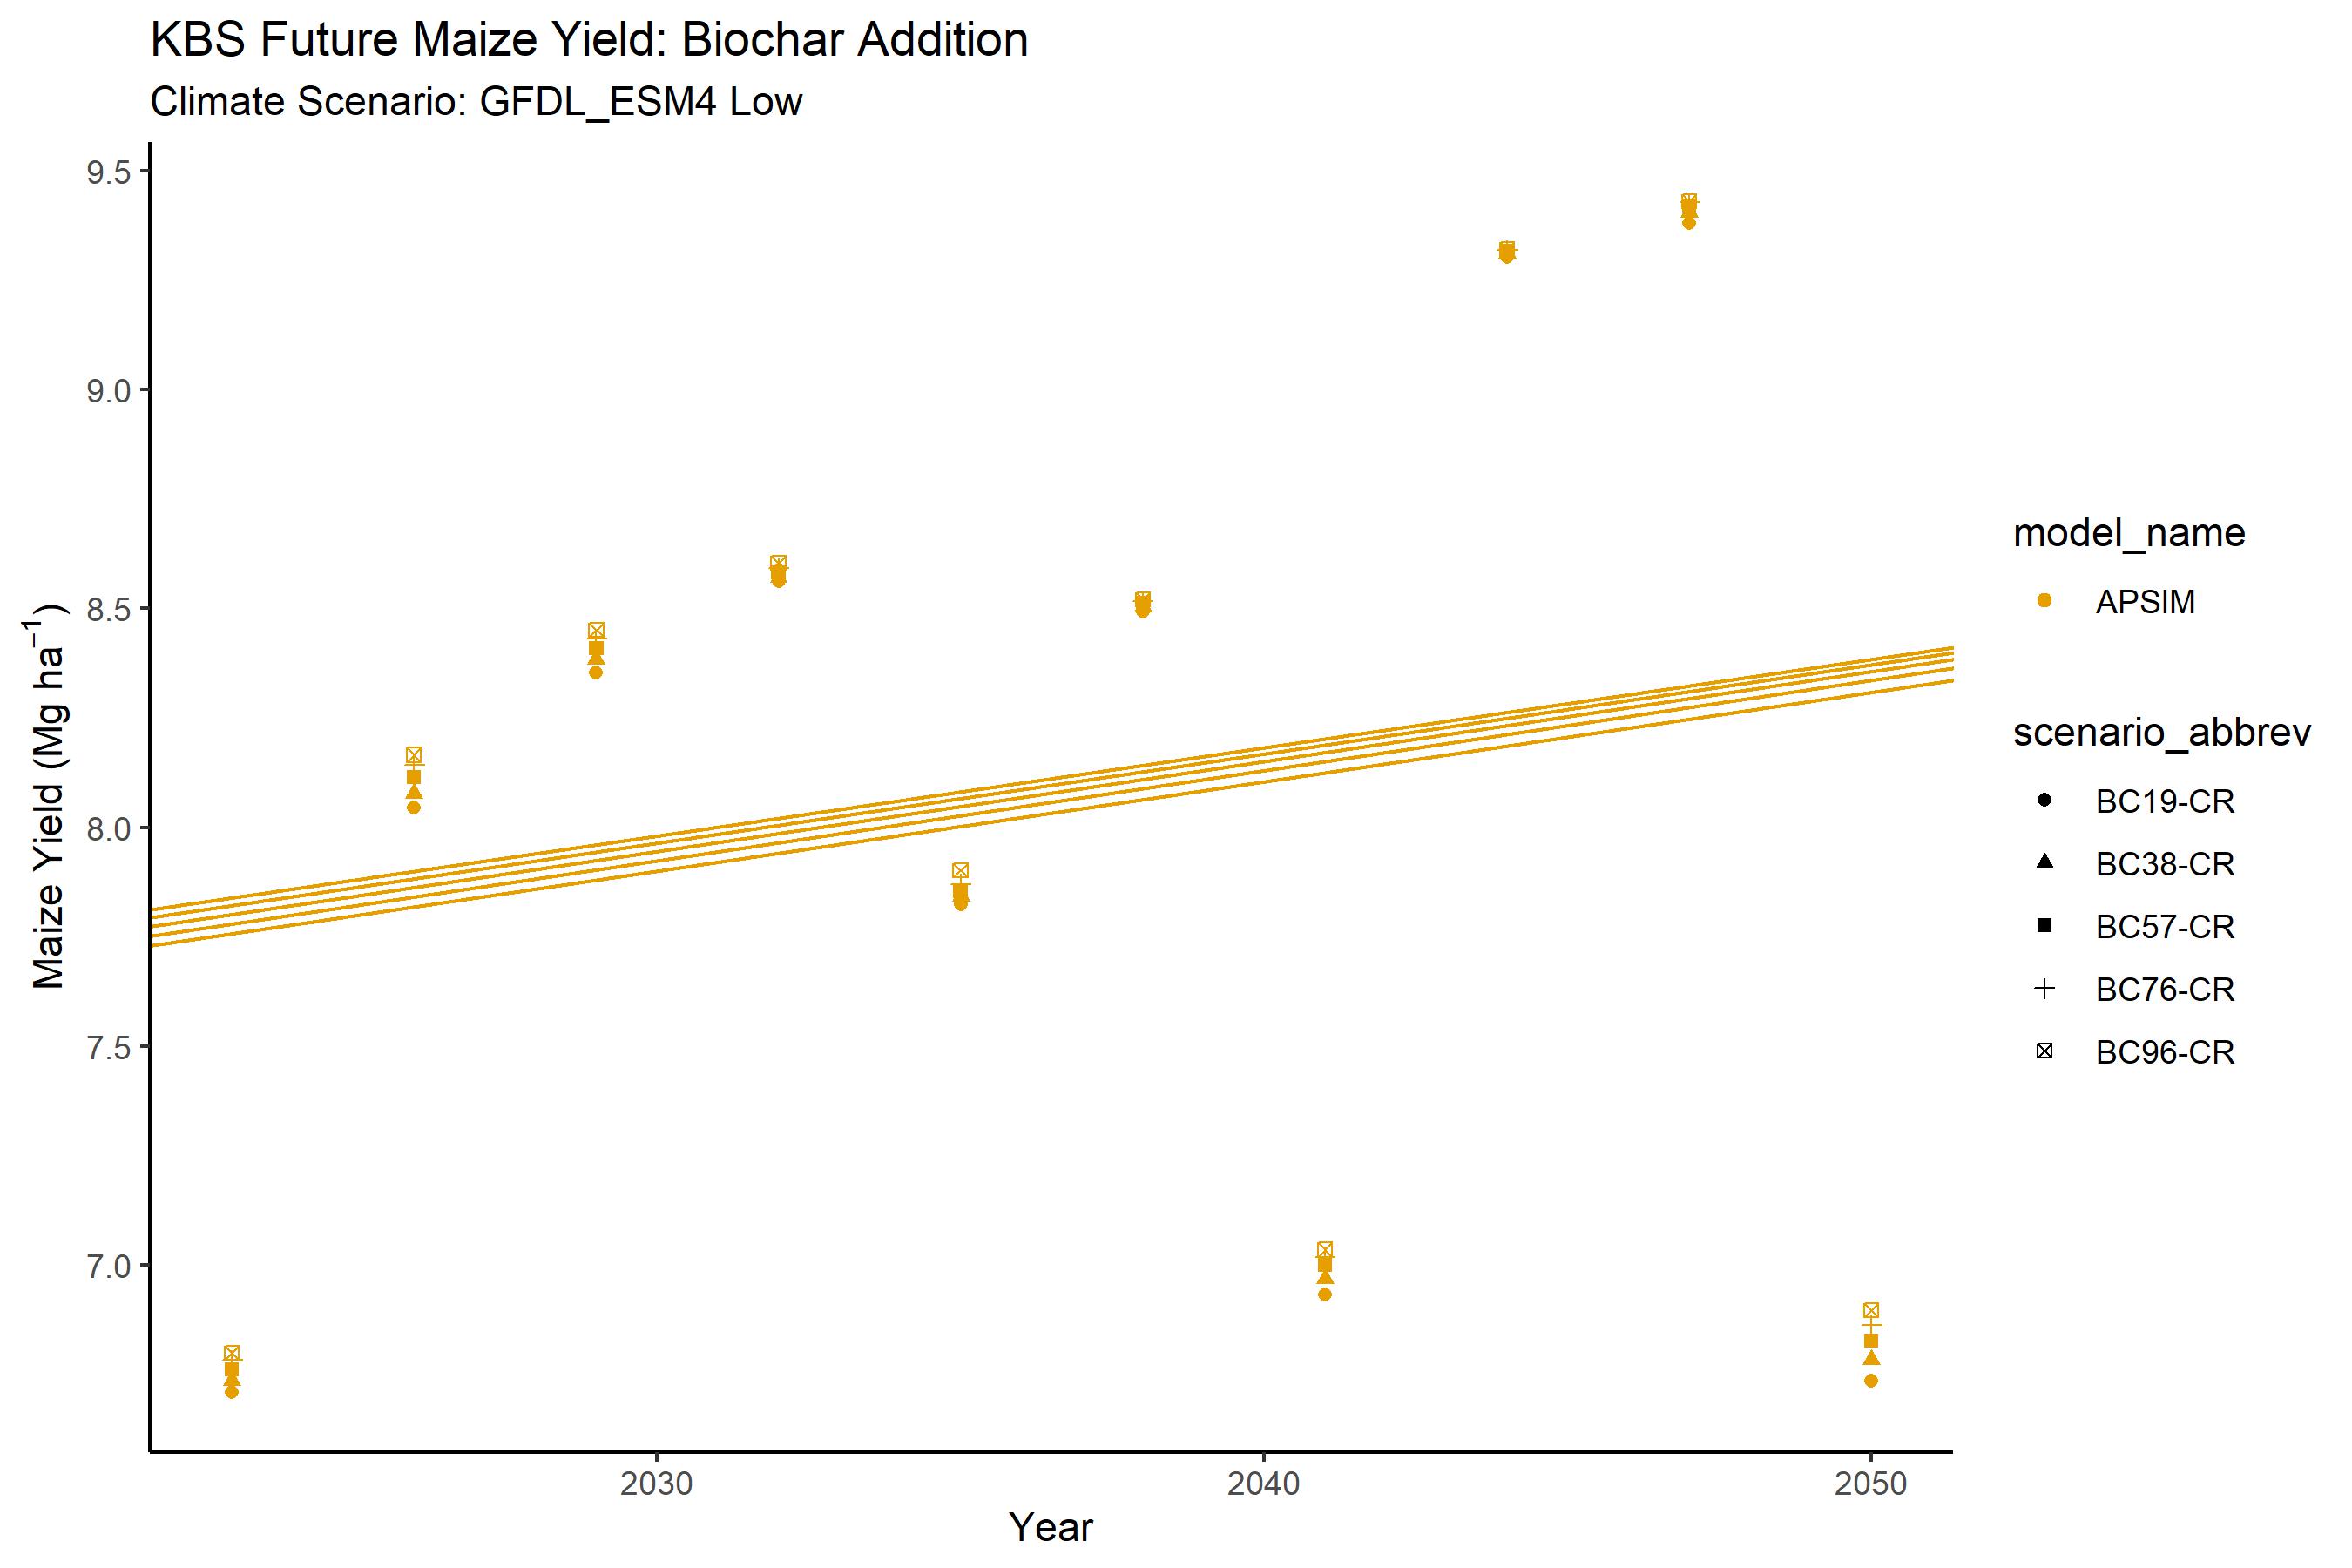 KBS Future Maize Yield: Biochar Addition
Climate Scenario: GFDL_ESM4 Low
9.5
9.0
8.5
8.0
7.5
7.0
Maize Yield (Mg ha⁻¹)
2030
2040
2050
Year
model_name
APSIM
scenario_abbrev
BC19-CR
BC38-CR
BC57-CR
BC76-CR
BC96-CR